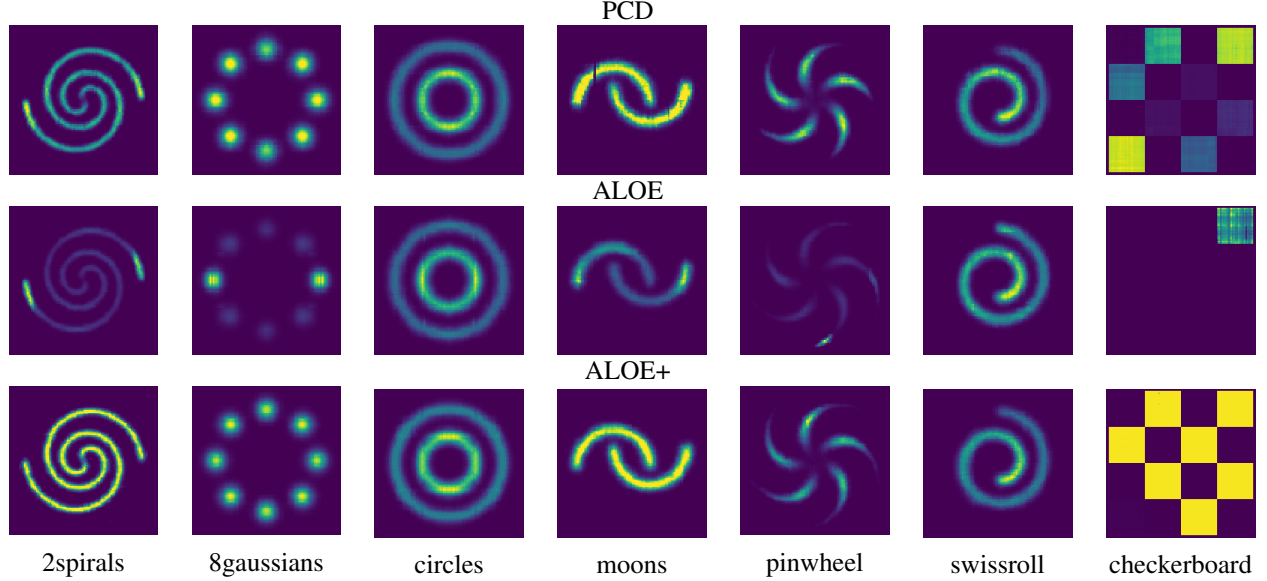 PCD
ALOE
ALOE+
2spirals 8gaussians circles moons pinwheel swissroll checkerboard